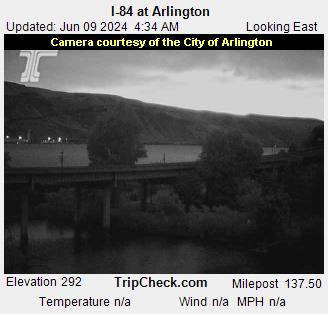 I-84 at Arlington
Updated: Jun 09 2024 4:34 AM Looking East
Camera courtesy of the City of Arlington
Elevation 292 TripCheck.com Milepost 137.50
Temperature n/a Wind n/a MPH n/a